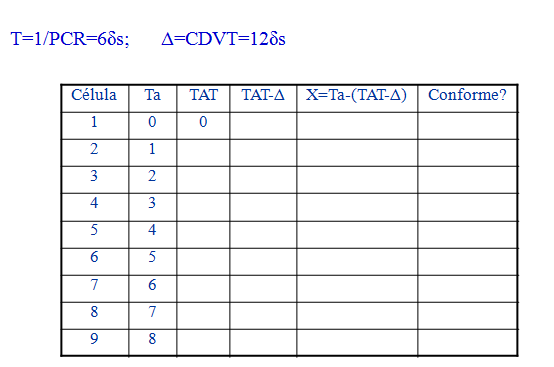 T=1/PCR=6δs; Δ=CDVT=12δs
Célula Ta TAT TAT-Δ X=Ta-(TAT-Δ) Conforme?
1 0 0
2 1
3 2
4 3
5 4
6 5
7 6
8 7
9 8